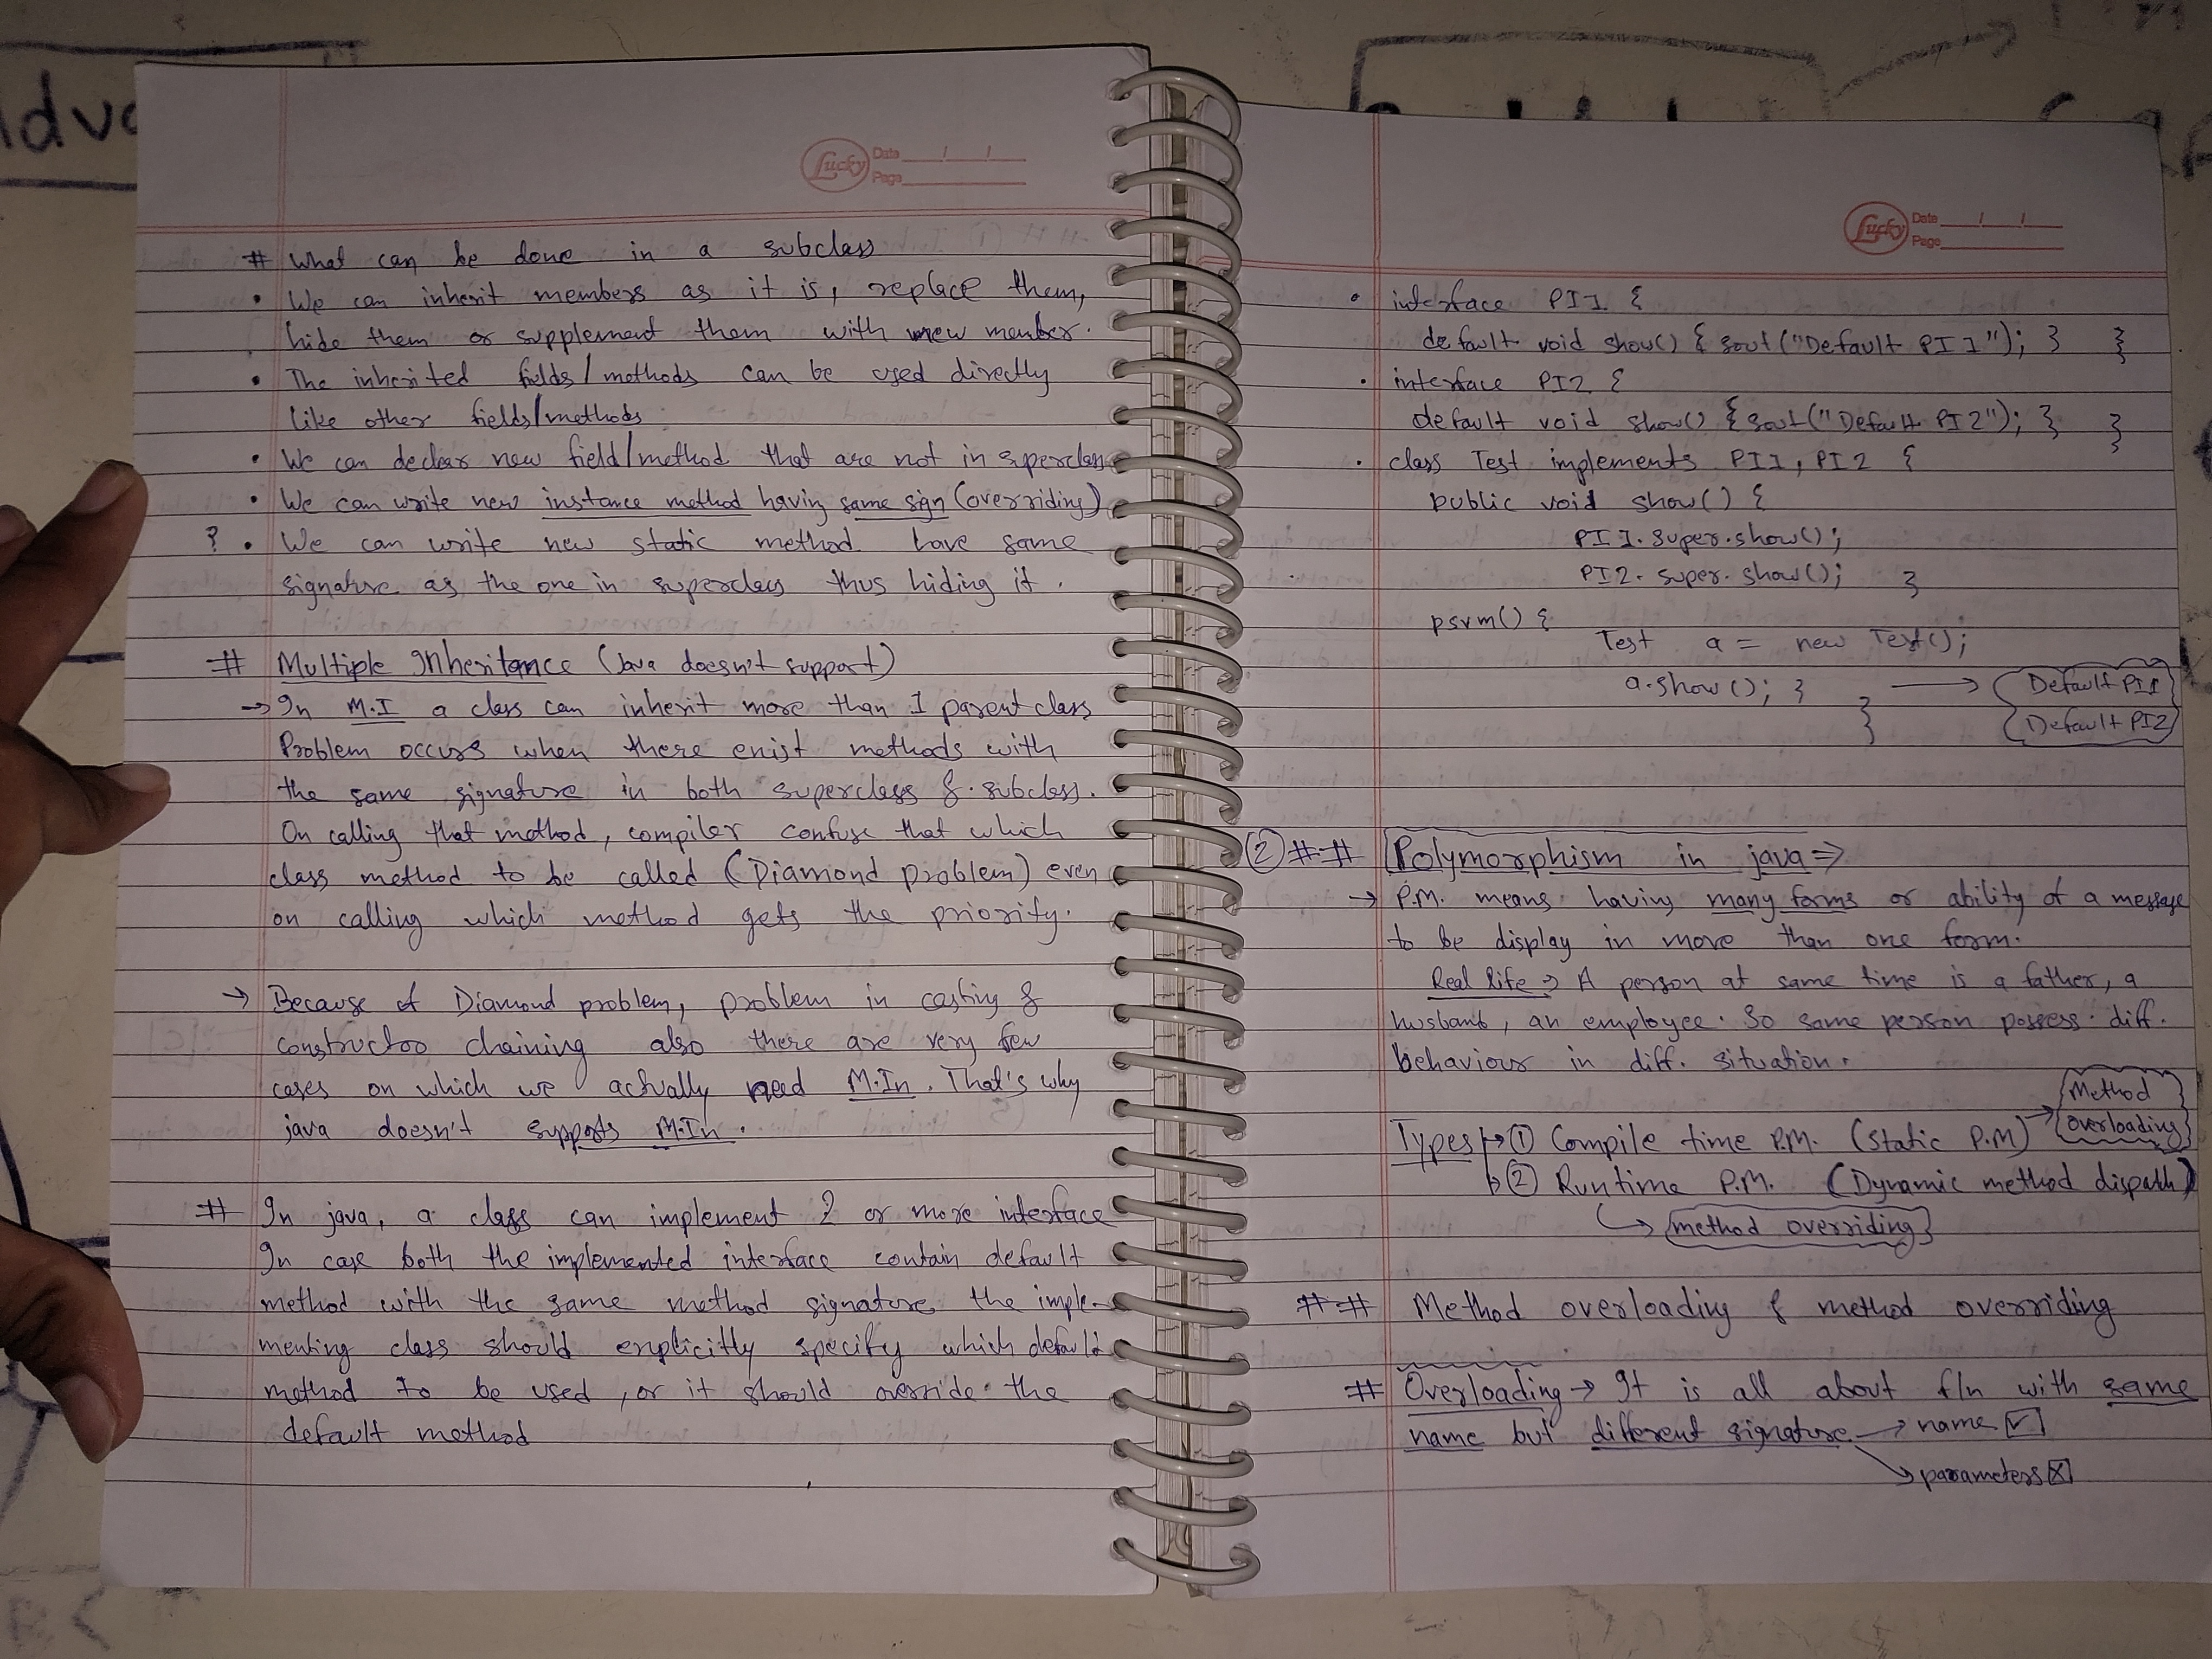 Lucky Date / /
Page
# What can be done in a subclass
• We can inherit members as it is, replace them,
hide them or supplement them with new member.
• The inherited fields/methods can be used directly
like other fields/methods.
• We can declear new field/method that are not in superclass
• We can write new instance method having same sign (overriding)
? • We can write new static method have same
signature as the one in superclass thus hiding it.
# Multiple Inheritance (Java doesn't support)
→ In M.I a class can inherit more than 1 parent class
Problem occurs when there exist methods with
the same signature in both superclass & subclass.
On calling that method, compiler confuse that which
class method to be called (Diamond problem) even
on calling which method gets the priority.
→ Because of Diamond problem, problem in casting &
constructor chaining also there are very few
cases on which we actually need M.In. That's why
java doesn't supports M.In.
# In java, a class can implement 2 or more interface
In case both the implemented interface contain default
method with the same method signature, the imple-
menting class should explicitly specify which default
method to be used, or it should override the
default method
Lucky Date / /
Page
• interface PI1 {
default void show() { sout("Default PI1"); } }
• interface PI2 {
default void show() { sout("Default PI2"); } }
• class Test implements PI1, PI2 {
public void show() {
PI1.super.show();
PI2.super.show(); }
psvm() {
Test a = new Test();
a.show(); } } → Default PI1
Default PI2
② ## Polymorphism in java ⇒
→ P.M. means having many forms or ability of a message
to be display in more than one form.
Real life → A person at same time is a father, a
husband, an employee. So same person possess diff.
behaviour in diff. situation.
Types → ① Compile time P.M. (Static P.M) → Method overloading
→ ② Runtime P.M. (Dynamic method dispath)
↳ method overriding
## Method overloading & method overriding
# Overloading → It is all about f/n with same
name but different signature → name ☑
→ parameters ☒